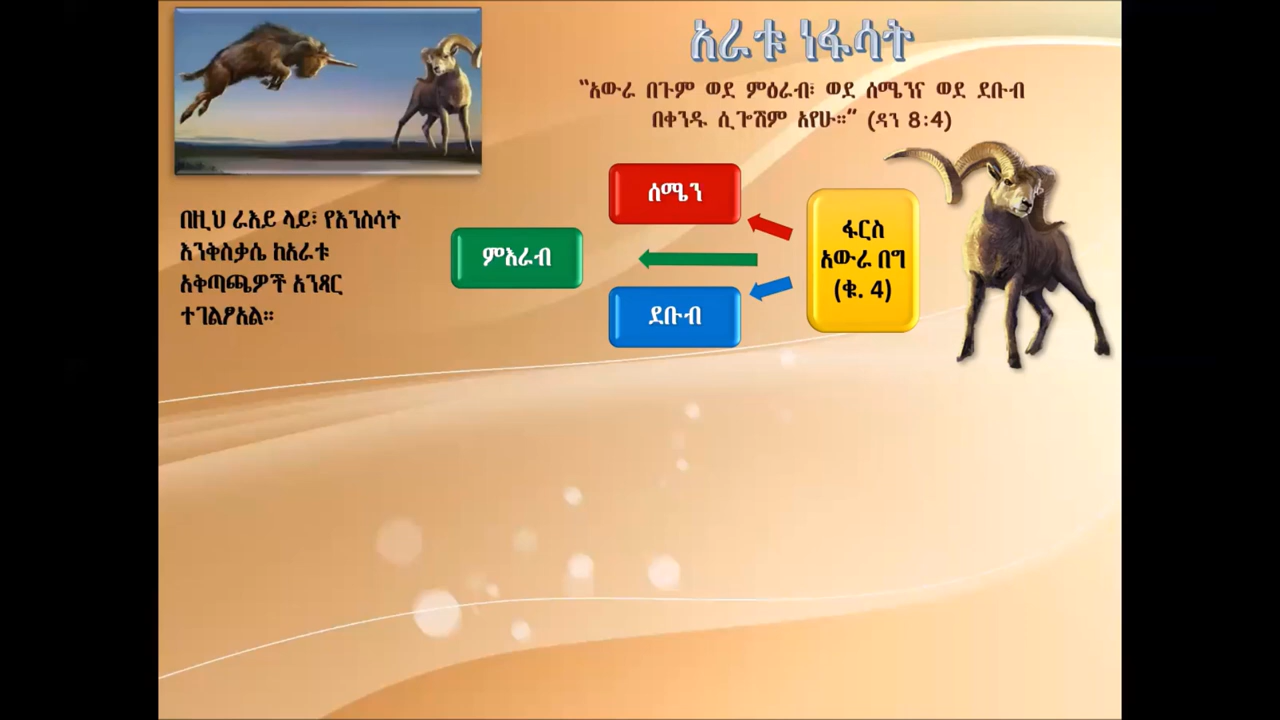 አራቱ ነፋሳት
“አውራ በጉም ወደ ምዕራብ፣ ወደ ሰሜንና ወደ ደቡብ
በቀንዱ ሲጐሽም አየሁ።” (ዳን 8:4)
በዚህ ራእይ ላይ፣ የእንስሳት
እንቅስቃሴ ከአራቱ
አቅጣጫዎች አንጻር
ተገልፆአል።
ሰሜን
ምእራብ
ደቡብ
ፋርስ
አውራ በግ
(ቁ. 4)